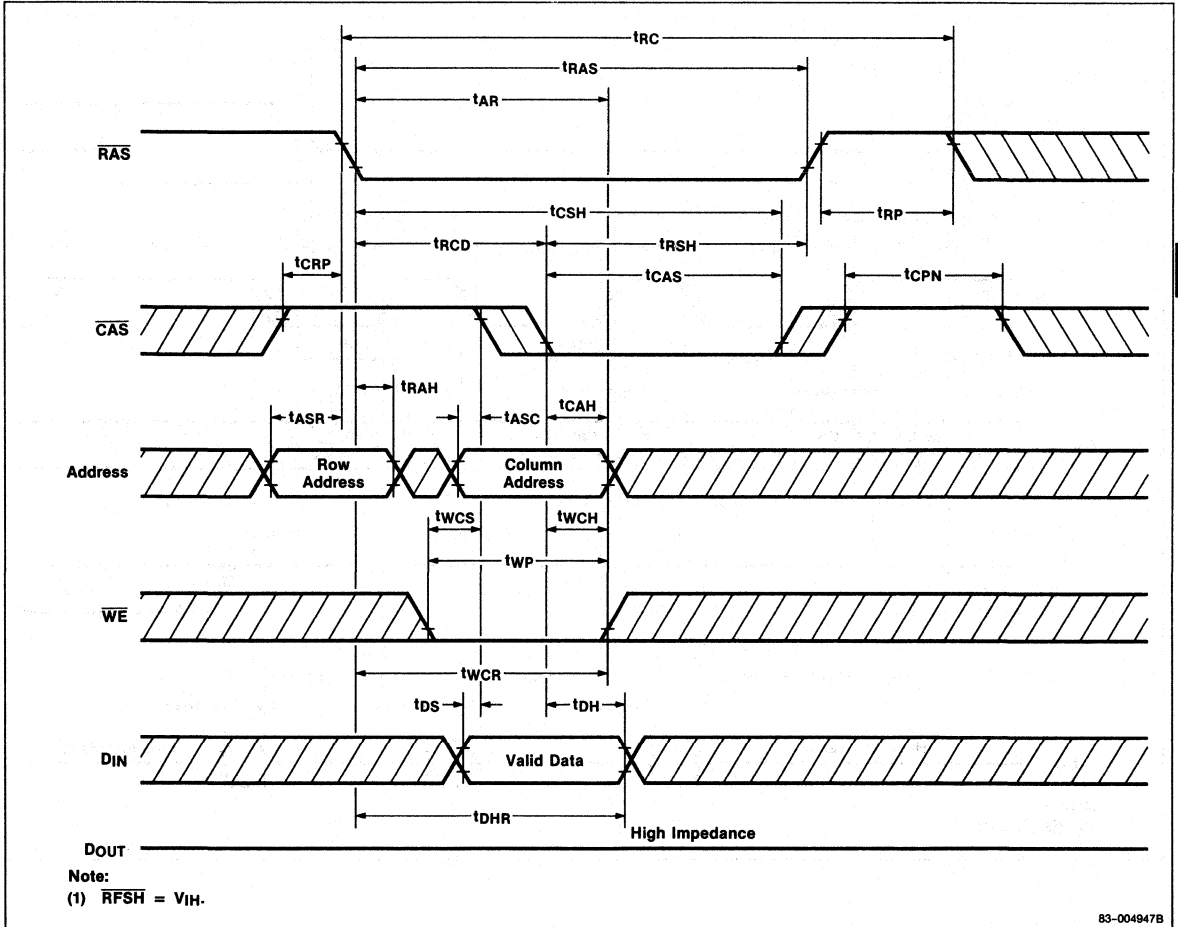 tRC
tRAS
tAR
RAS
tCSH
tRP
tRCD
tRSH
tCRP
tCAS
tCPN
CAS
tRAH
tASR
tASC
tCAH
Address
Row Address
Column Address
tWCS
tWCH
tWP
WE
tWCR
tDS
tDH
DIN
Valid Data
tDHR
High Impedance
DOUT
Note:
(1) RFSH = VIH.
83-004947B